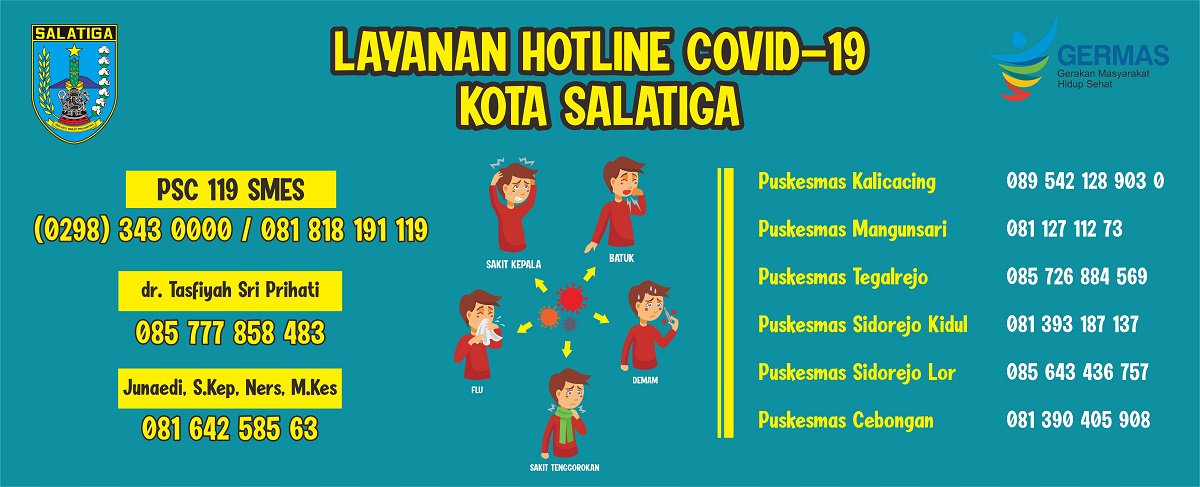 SALATIGA
LAYANAN HOTLINE COVID-19
KOTA SALATIGA
GERMAS
Gerakan Masyarakat
Hidup Sehat
PSC 119 SMES
(0298) 343 0000 / 081 818 191 119
dr. Tasfiyah Sri Prihati
085 777 858 483
Junaedi, S.Kep, Ners, M.Kes
081 642 585 63
SAKIT KEPALA
BATUK
FLU
DEMAM
SAKIT TENGGOROKAN
Puskesmas Kalicacing 089 542 128 903 0
Puskesmas Mangunsari 081 127 112 73
Puskesmas Tegalrejo 085 726 884 569
Puskesmas Sidorejo Kidul 081 393 187 137
Puskesmas Sidorejo Lor 085 643 436 757
Puskesmas Cebongan 081 390 405 908